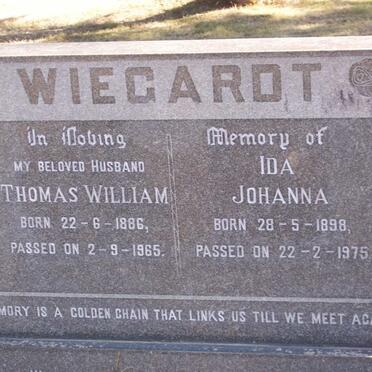 WIEGARDT
In Loving Memory of
MY BELOVED HUSBAND
THOMAS WILLIAM
BORN 22-6-1886,
PASSED ON 2-9-1965.
IDA
JOHANNA
BORN 28-5-1898,
PASSED ON 22-2-1975
MORY IS A GOLDEN CHAIN THAT LINKS US TILL WE MEET AGA